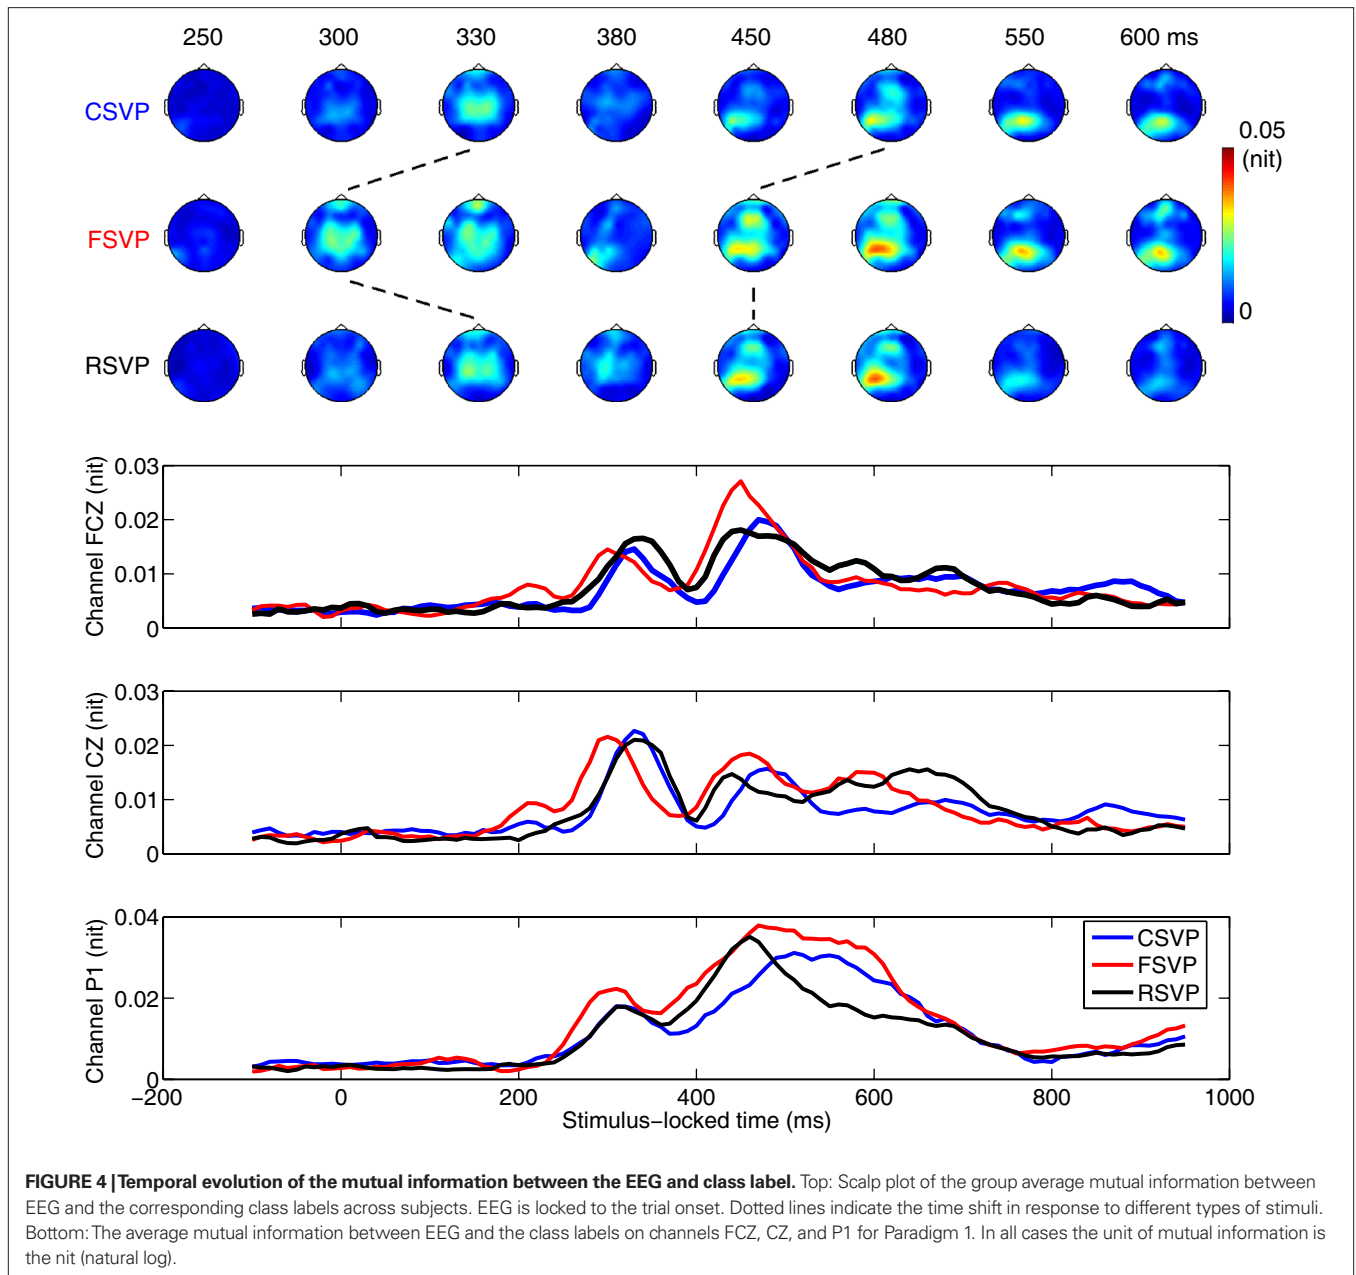 250 300 330 380 450 480 550 600 ms
CSVP
FSVP
RSVP
0.05
(nit)
0
Channel FCZ (nit)
0.03
0.02
0.01
0
Channel CZ (nit)
0.03
0.02
0.01
0
Channel P1 (nit)
0.04
0.02
0
CSVP
FSVP
RSVP
−200 0 200 400 600 800 1000
Stimulus−locked time (ms)
FIGURE 4 | Temporal evolution of the mutual information between the EEG and class label. Top: Scalp plot of the group average mutual information between
EEG and the corresponding class labels across subjects. EEG is locked to the trial onset. Dotted lines indicate the time shift in response to different types of stimuli.
Bottom: The average mutual information between EEG and the class labels on channels FCZ, CZ, and P1 for Paradigm 1. In all cases the unit of mutual information is
the nit (natural log).